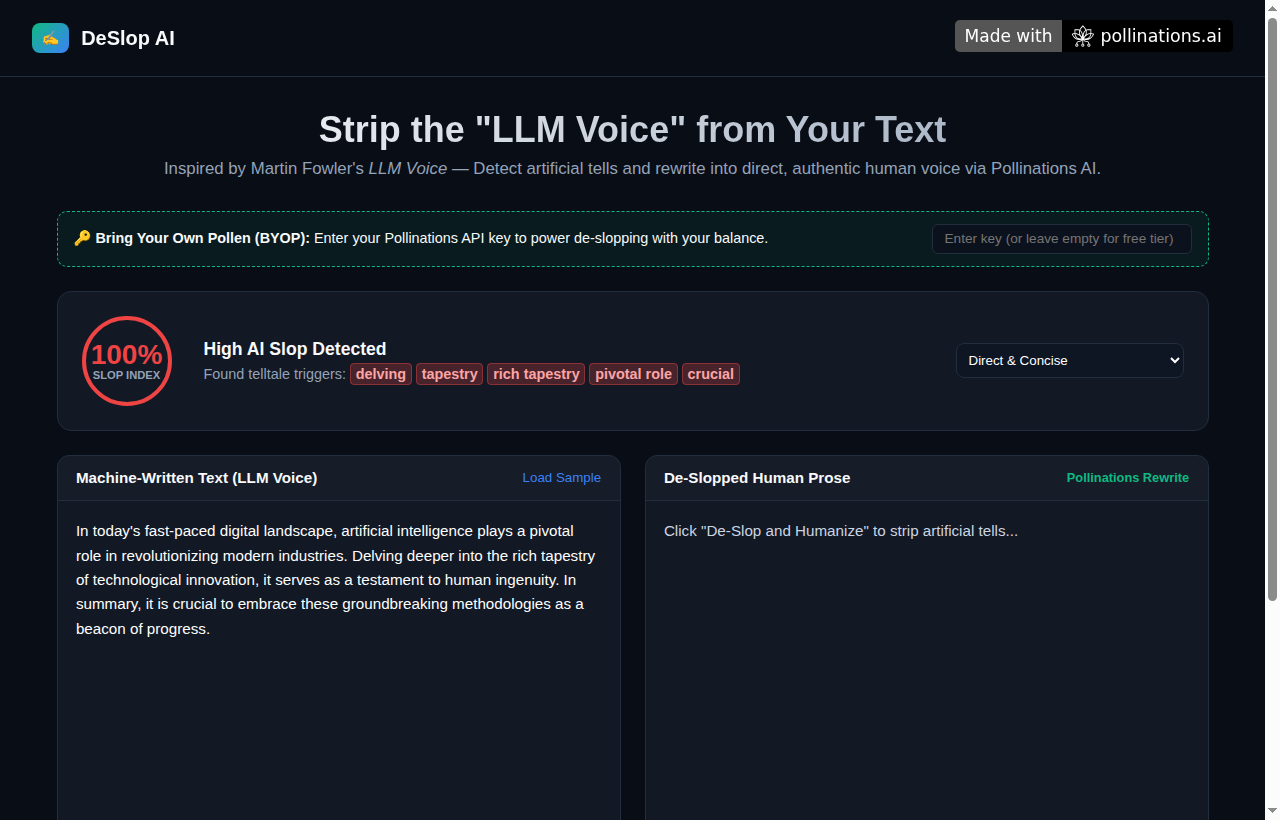 DeSlop AI
Made with pollinations.ai
Strip the "LLM Voice" from Your Text
Inspired by Martin Fowler's LLM Voice — Detect artificial tells and rewrite into direct, authentic human voice via Pollinations AI.
🔑 Bring Your Own Pollen (BYOP): Enter your Pollinations API key to power de-slopping with your balance.
Enter key (or leave empty for free tier)
100%
SLOP INDEX
High AI Slop Detected
Found telltale triggers: delving tapestry rich tapestry pivotal role crucial
Direct & Concise
Machine-Written Text (LLM Voice)
Load Sample
In today's fast-paced digital landscape, artificial intelligence plays a pivotal
role in revolutionizing modern industries. Delving deeper into the rich tapestry
of technological innovation, it serves as a testament to human ingenuity. In
summary, it is crucial to embrace these groundbreaking methodologies as a
beacon of progress.
De-Slopped Human Prose
Pollinations Rewrite
Click "De-Slop and Humanize" to strip artificial tells...